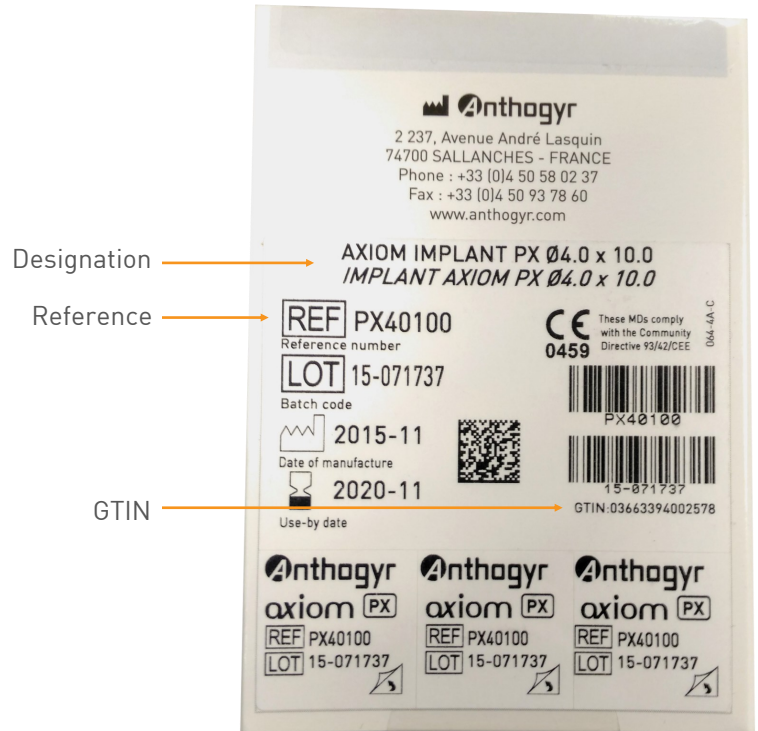 Anthogyr
2 237, Avenue André Lasquin
74700 SALLANCHES - FRANCE
Phone : +33 (0)4 50 58 02 37
Fax : +33 (0)4 50 93 78 60
www.anthogyr.com
Designation
AXIOM IMPLANT PX Ø4.0 x 10.0
IMPLANT AXIOM PX Ø4.0 x 10.0
Reference
REF PX40100
Reference number
LOT 15-071737
Batch code
2015-11
Date of manufacture
2020-11
Use-by date
CE
0459
These MDs comply
with the Community
Directive 93/42/CEE
064-4A-C
PX40100
15-071737
GTIN
GTIN:03663394002578
Anthogyr
axiom PX
REF PX40100
LOT 15-071737
Anthogyr
axiom PX
REF PX40100
LOT 15-071737
Anthogyr
axiom PX
REF PX40100
LOT 15-071737